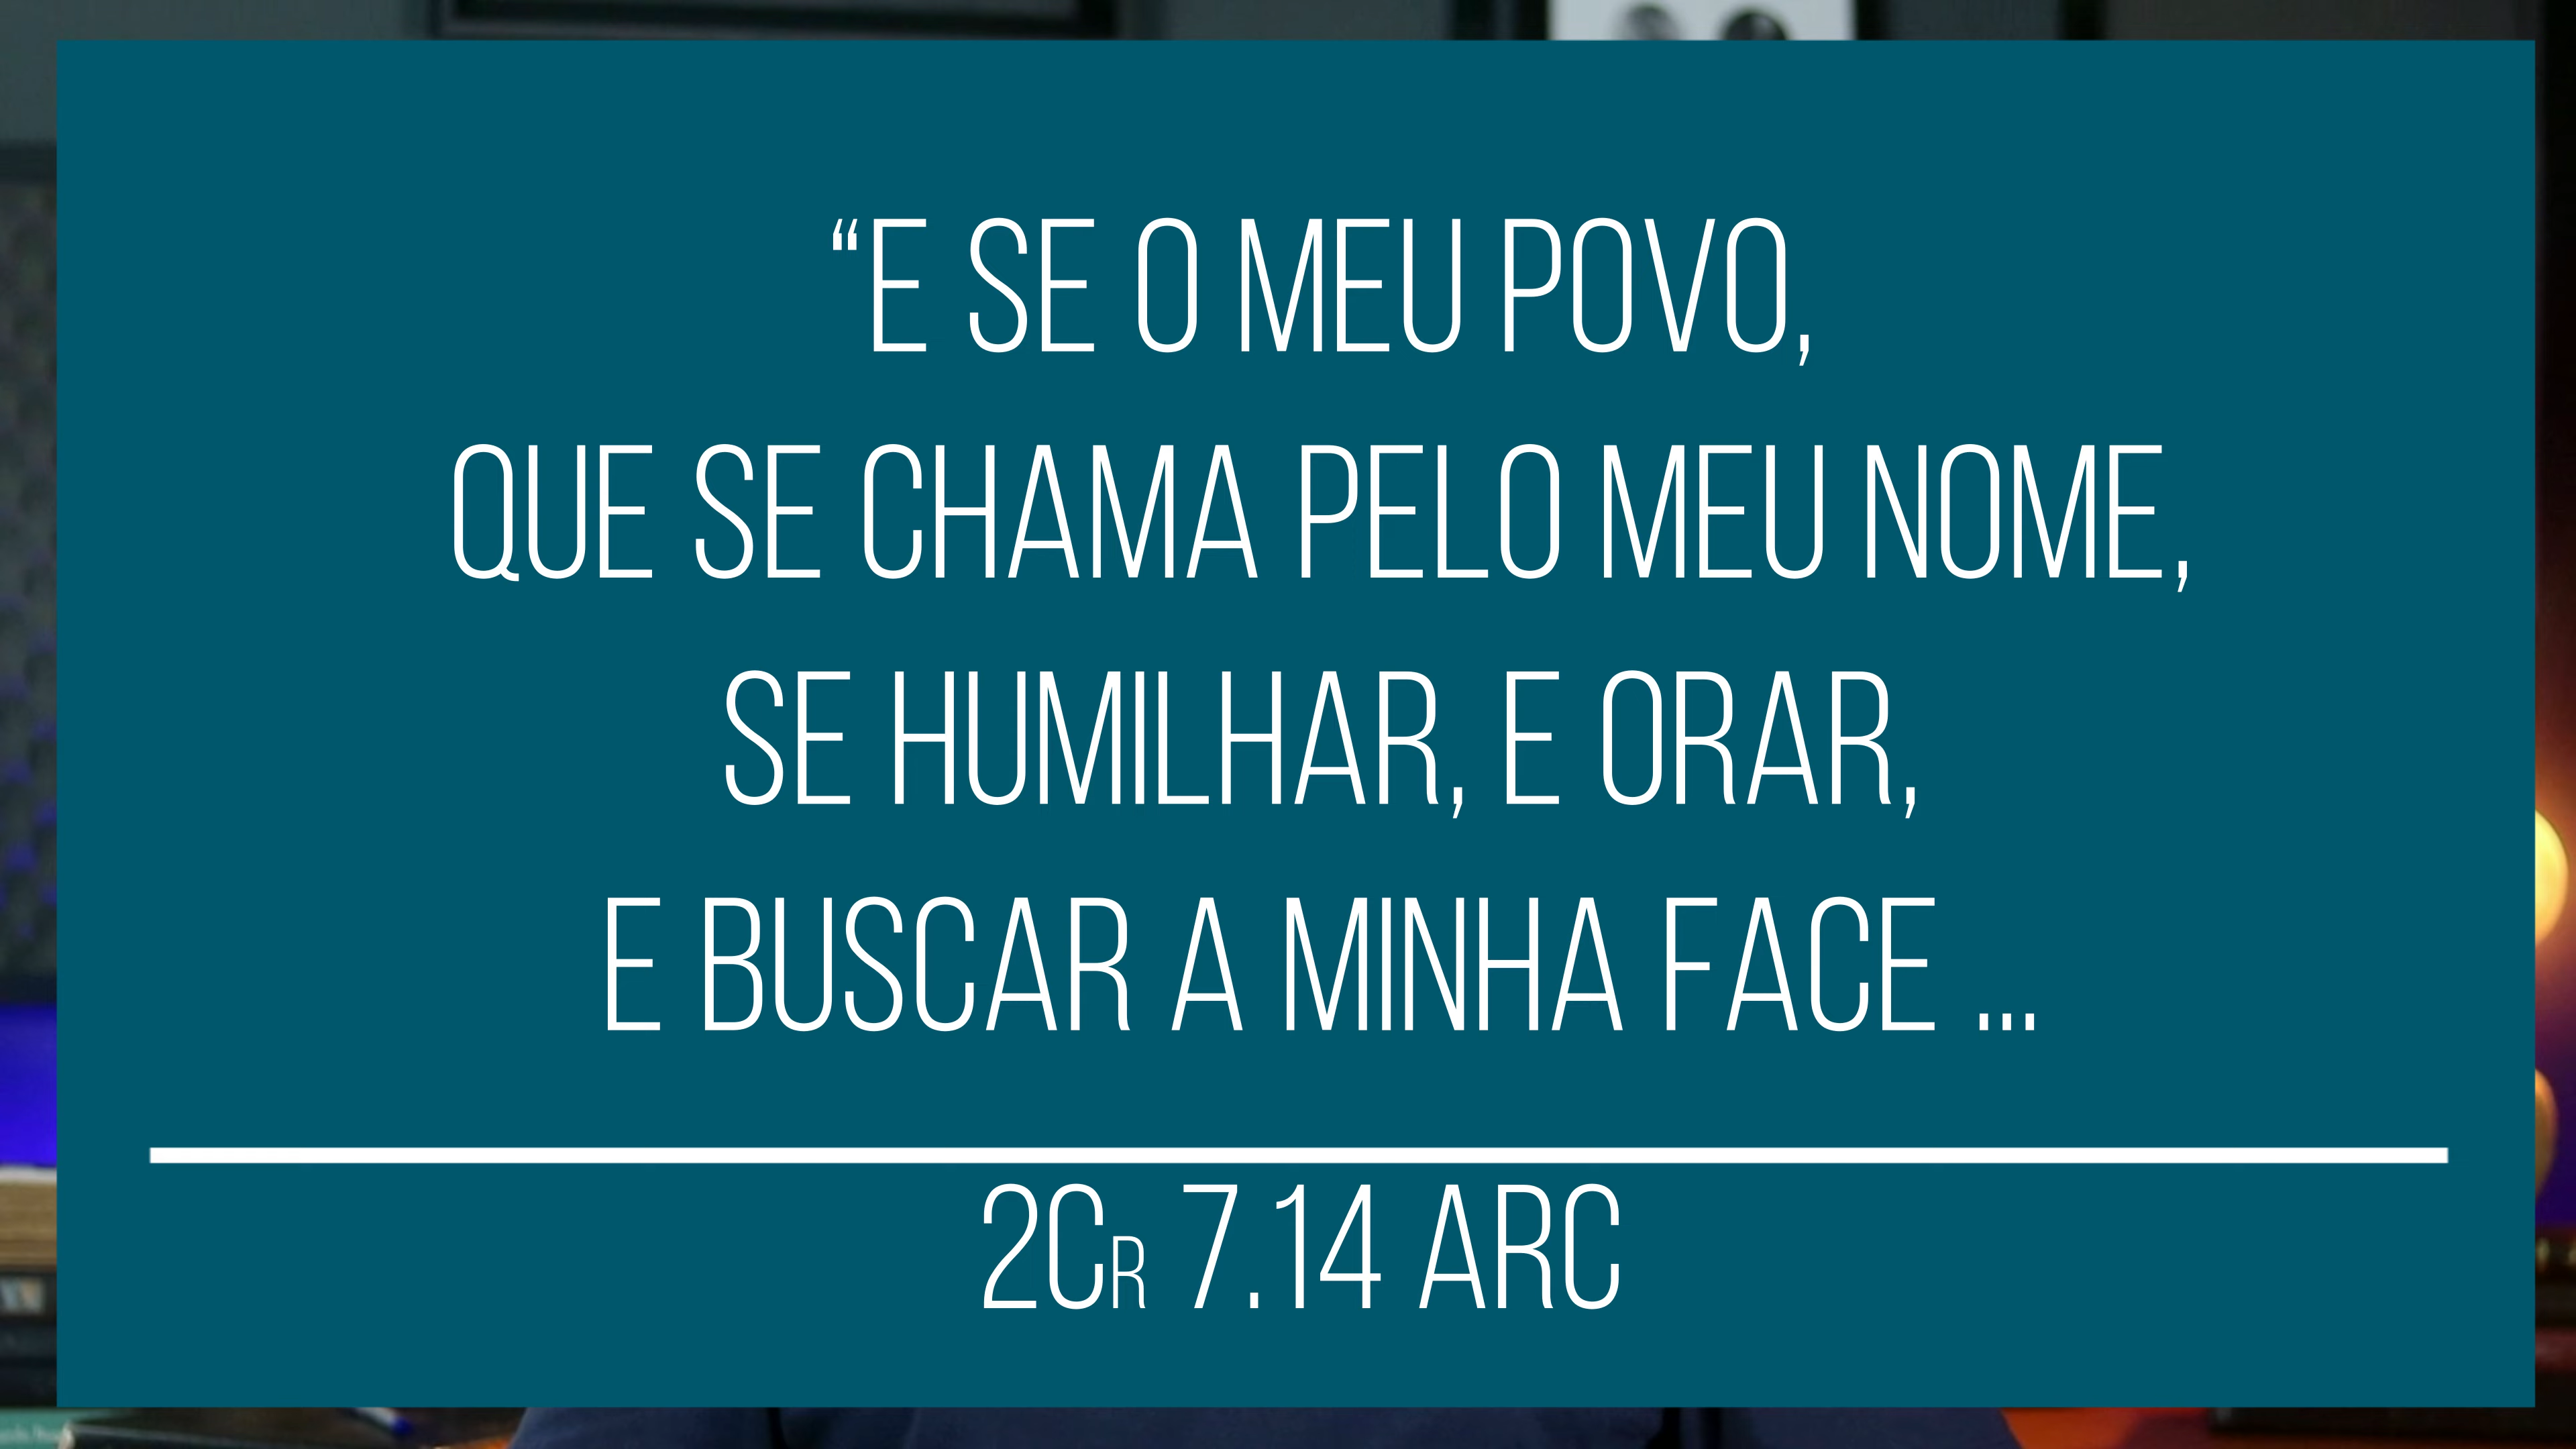 “E SE O MEU POVO,
QUE SE CHAMA PELO MEU NOME,
SE HUMILHAR, E ORAR,
E BUSCAR A MINHA FACE ...
2CR 7.14 ARC